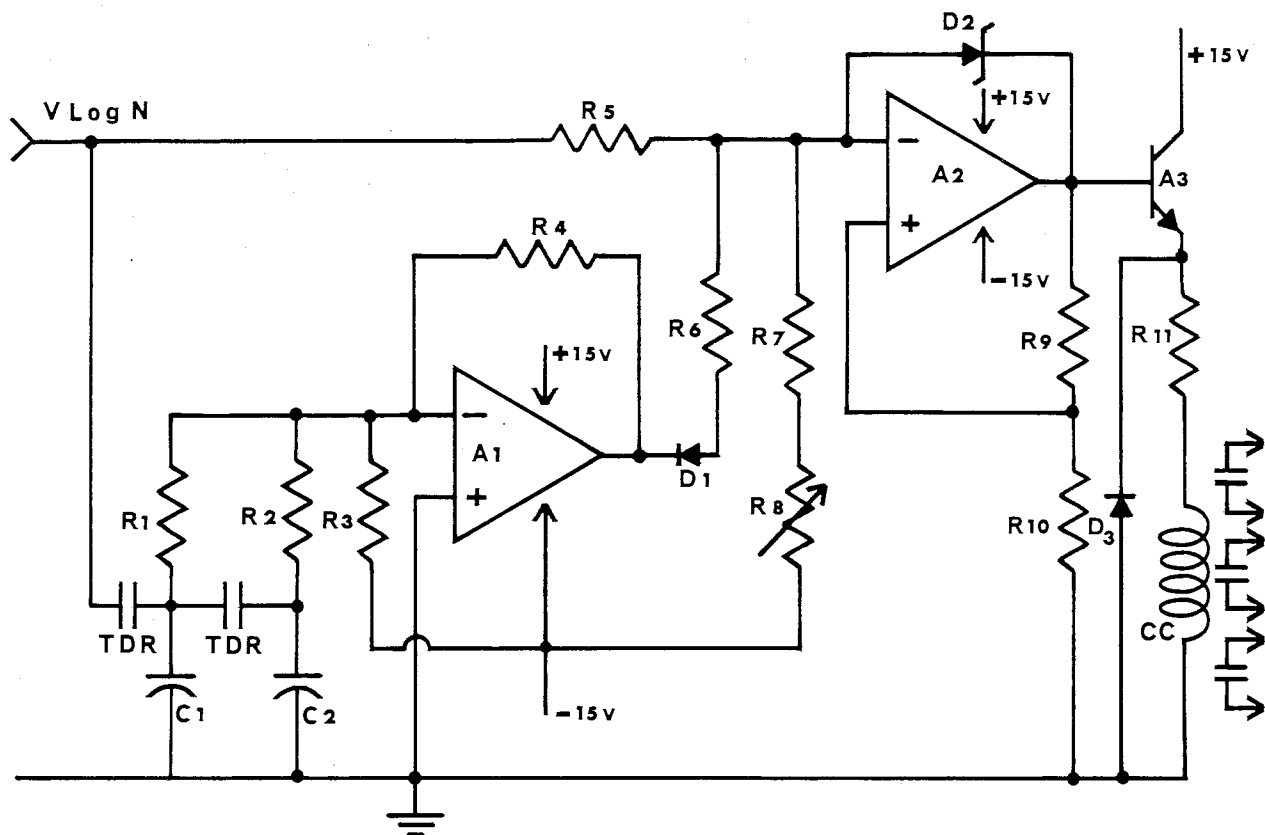 D2
+15v
V Log N
R5
+15v
A2
A3
R4
-15v
R6
R7
R9
R11
+15v
A1
D1
R1
R2
R3
R8
R10
D3
TDR
TDR
CC
C1
C2
-15v